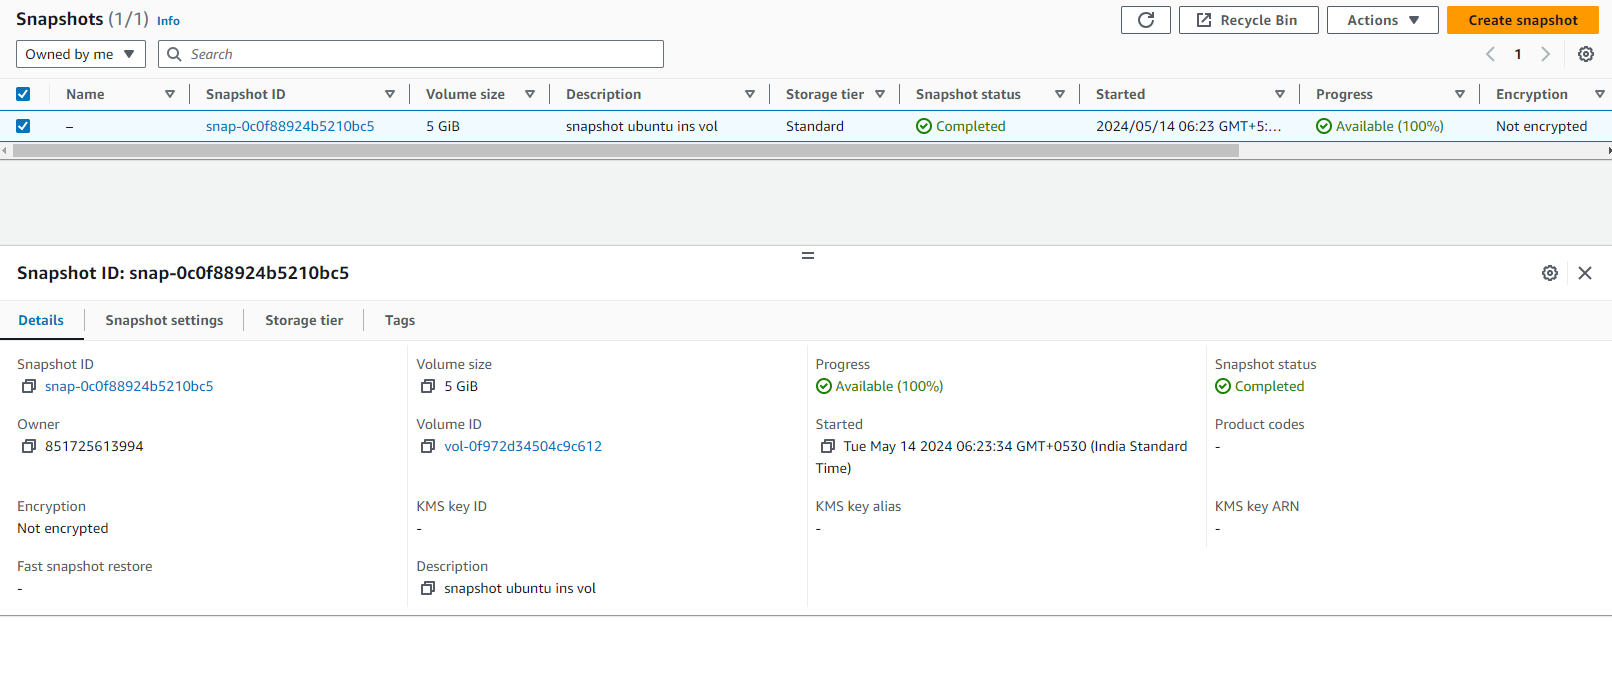 Snapshots (1/1) Info
Recycle Bin
Actions
Create snapshot
Owned by me
Search
1
Name
Snapshot ID
Volume size
Description
Storage tier
Snapshot status
Started
Progress
Encryption
–
snap-0c0f88924b5210bc5
5 GiB
snapshot ubuntu ins vol
Standard
Completed
2024/05/14 06:23 GMT+5:...
Available (100%)
Not encrypted
Snapshot ID: snap-0c0f88924b5210bc5
Details
Snapshot settings
Storage tier
Tags
Snapshot ID
snap-0c0f88924b5210bc5
Volume size
5 GiB
Progress
Available (100%)
Snapshot status
Completed
Owner
851725613994
Volume ID
vol-0f972d34504c9c612
Started
Tue May 14 2024 06:23:34 GMT+0530 (India Standard
Time)
Product codes
-
Encryption
Not encrypted
KMS key ID
-
KMS key alias
-
KMS key ARN
-
Fast snapshot restore
-
Description
snapshot ubuntu ins vol